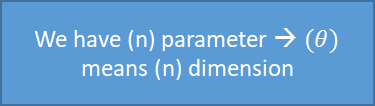 We have (n) parameter → (θ)
means (n) dimension